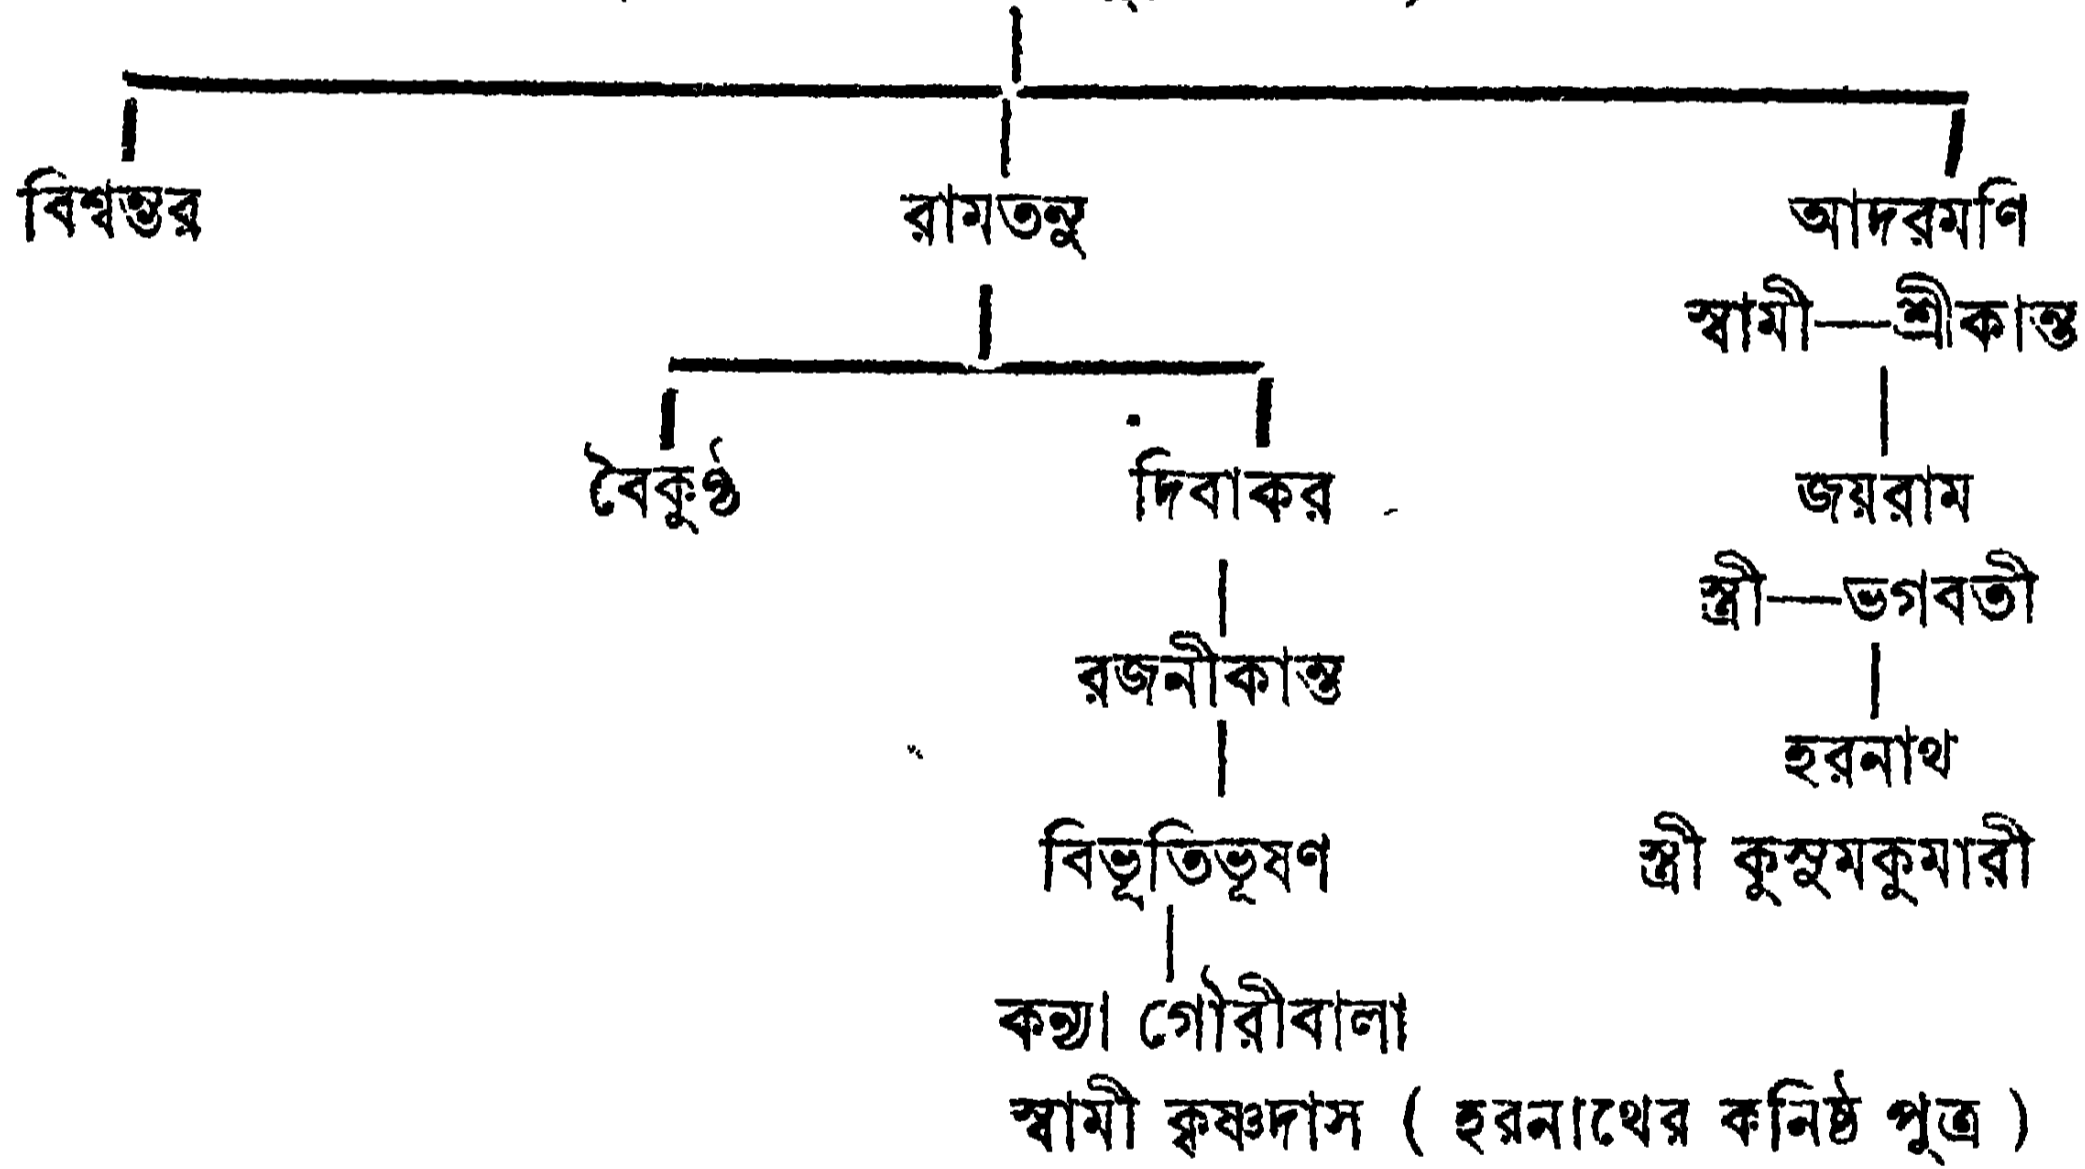 বিশ্বম্ভর রামতনু আদরমণি
স্বামী—শ্রীকান্ত
বৈকুণ্ঠ দিবাকর জয়রাম
স্ত্রী—ভগবতী
রজনীকান্ত
হরনাথ
বিভূতিভূষণ স্ত্রী কুসুমকুমারী
কন্যা গৌরীবালা
স্বামী কৃষ্ণদাস ( হরনাথের কনিষ্ঠ পুত্র )